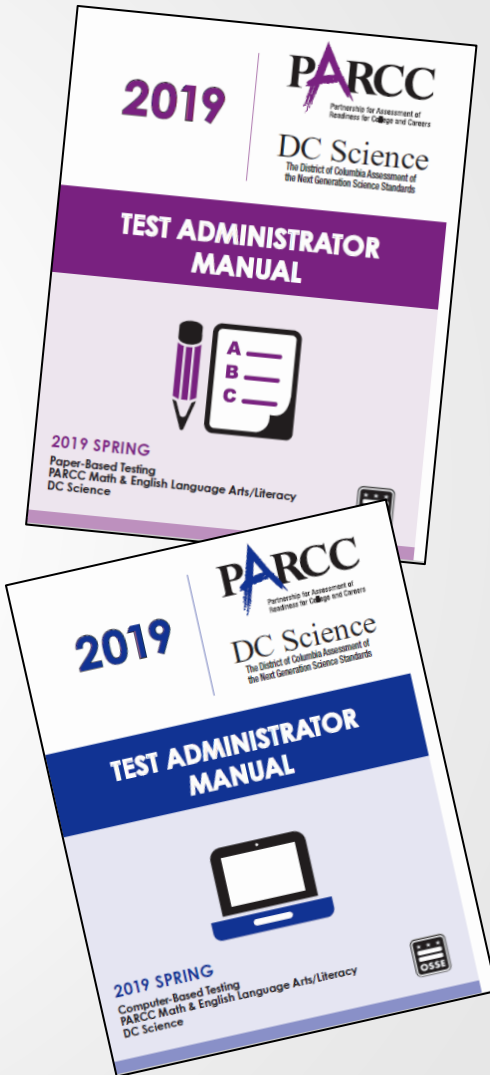 2019
PARCC
Partnership for Assessment of
Readiness for College and Careers
DC Science
The District of Columbia Assessment of
the Next Generation Science Standards
TEST ADMINISTRATOR
MANUAL
A
B
C
2019 SPRING
Paper-Based Testing
PARCC Math & English Language Arts/Literacy
DC Science
2019
PARCC
Partnership for Assessment of
Readiness for College and Careers
DC Science
The District of Columbia Assessment of
the Next Generation Science Standards
TEST ADMINISTRATOR
MANUAL
2019 SPRING
Computer-Based Testing
PARCC Math & English Language Arts/Literacy
DC Science
OSSE